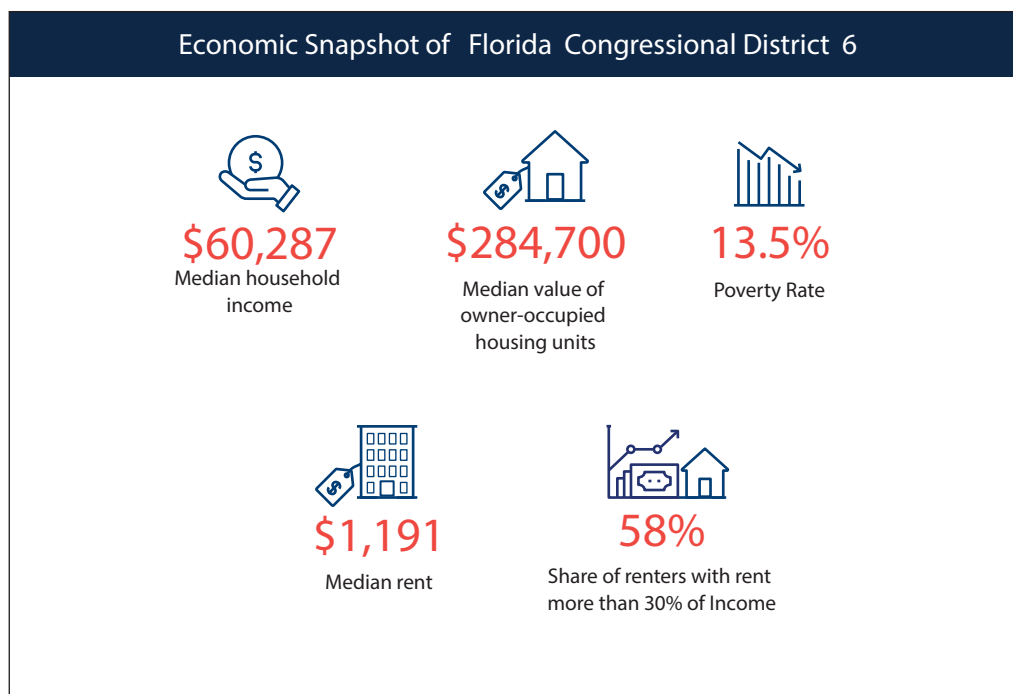 Economic Snapshot of Florida Congressional District 6
$
$
$60,287
Median household
income
$284,700
Median value of
owner-occupied
housing units
13.5%
Poverty Rate
$
$1,191
Median rent
58%
Share of renters with rent
more than 30% of Income